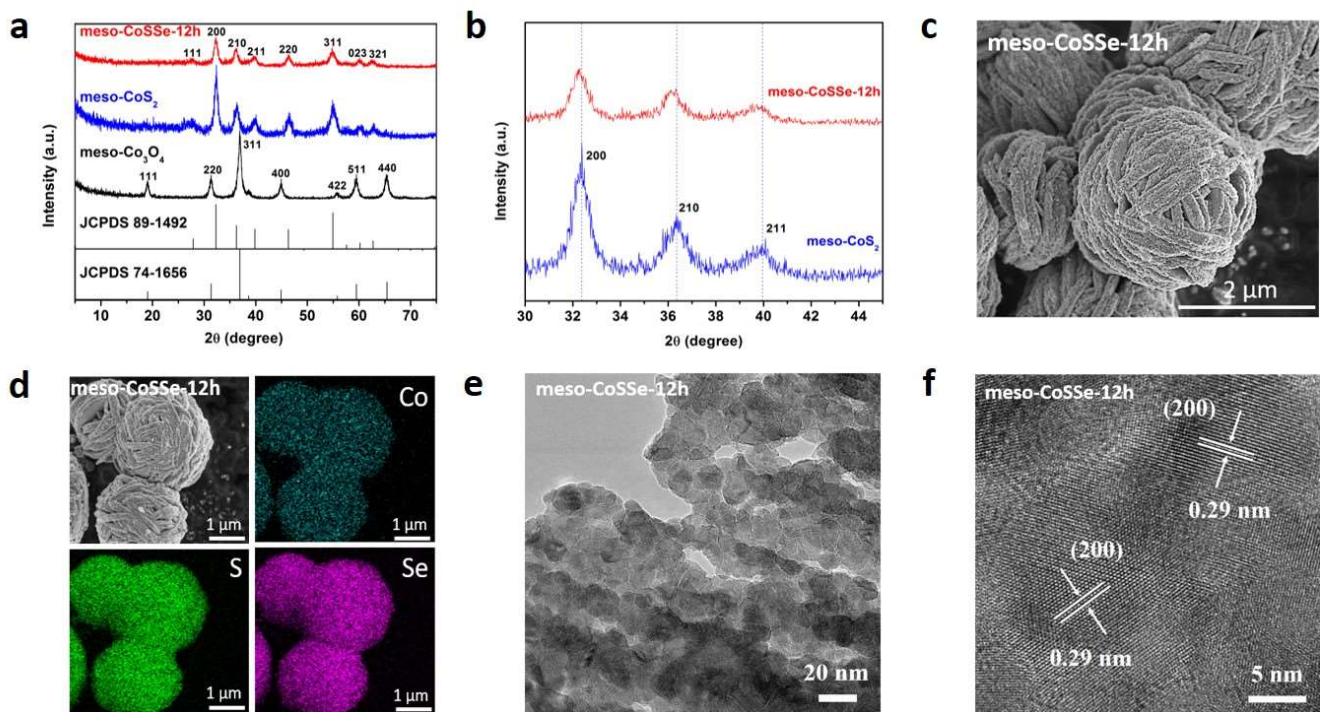 a
meso-CoSSe-12h
200
111
210
211
220
311
023
321
meso-CoS2
meso-Co3O4
111
220
311
400
422
511
440
JCPDS 89-1492
JCPDS 74-1656
Intensity (a.u.)
10 20 30 40 50 60 70
2θ (degree)
b
meso-CoSSe-12h
200
210
211
meso-CoS2
Intensity (a.u.)
30 32 34 36 38 40 42 44
2θ (degree)
c
meso-CoSSe-12h
2 μm
d
meso-CoSSe-12h
1 μm
Co
1 μm
S
1 μm
Se
1 μm
e
meso-CoSSe-12h
20 nm
f
meso-CoSSe-12h
(200)
0.29 nm
(200)
0.29 nm
5 nm